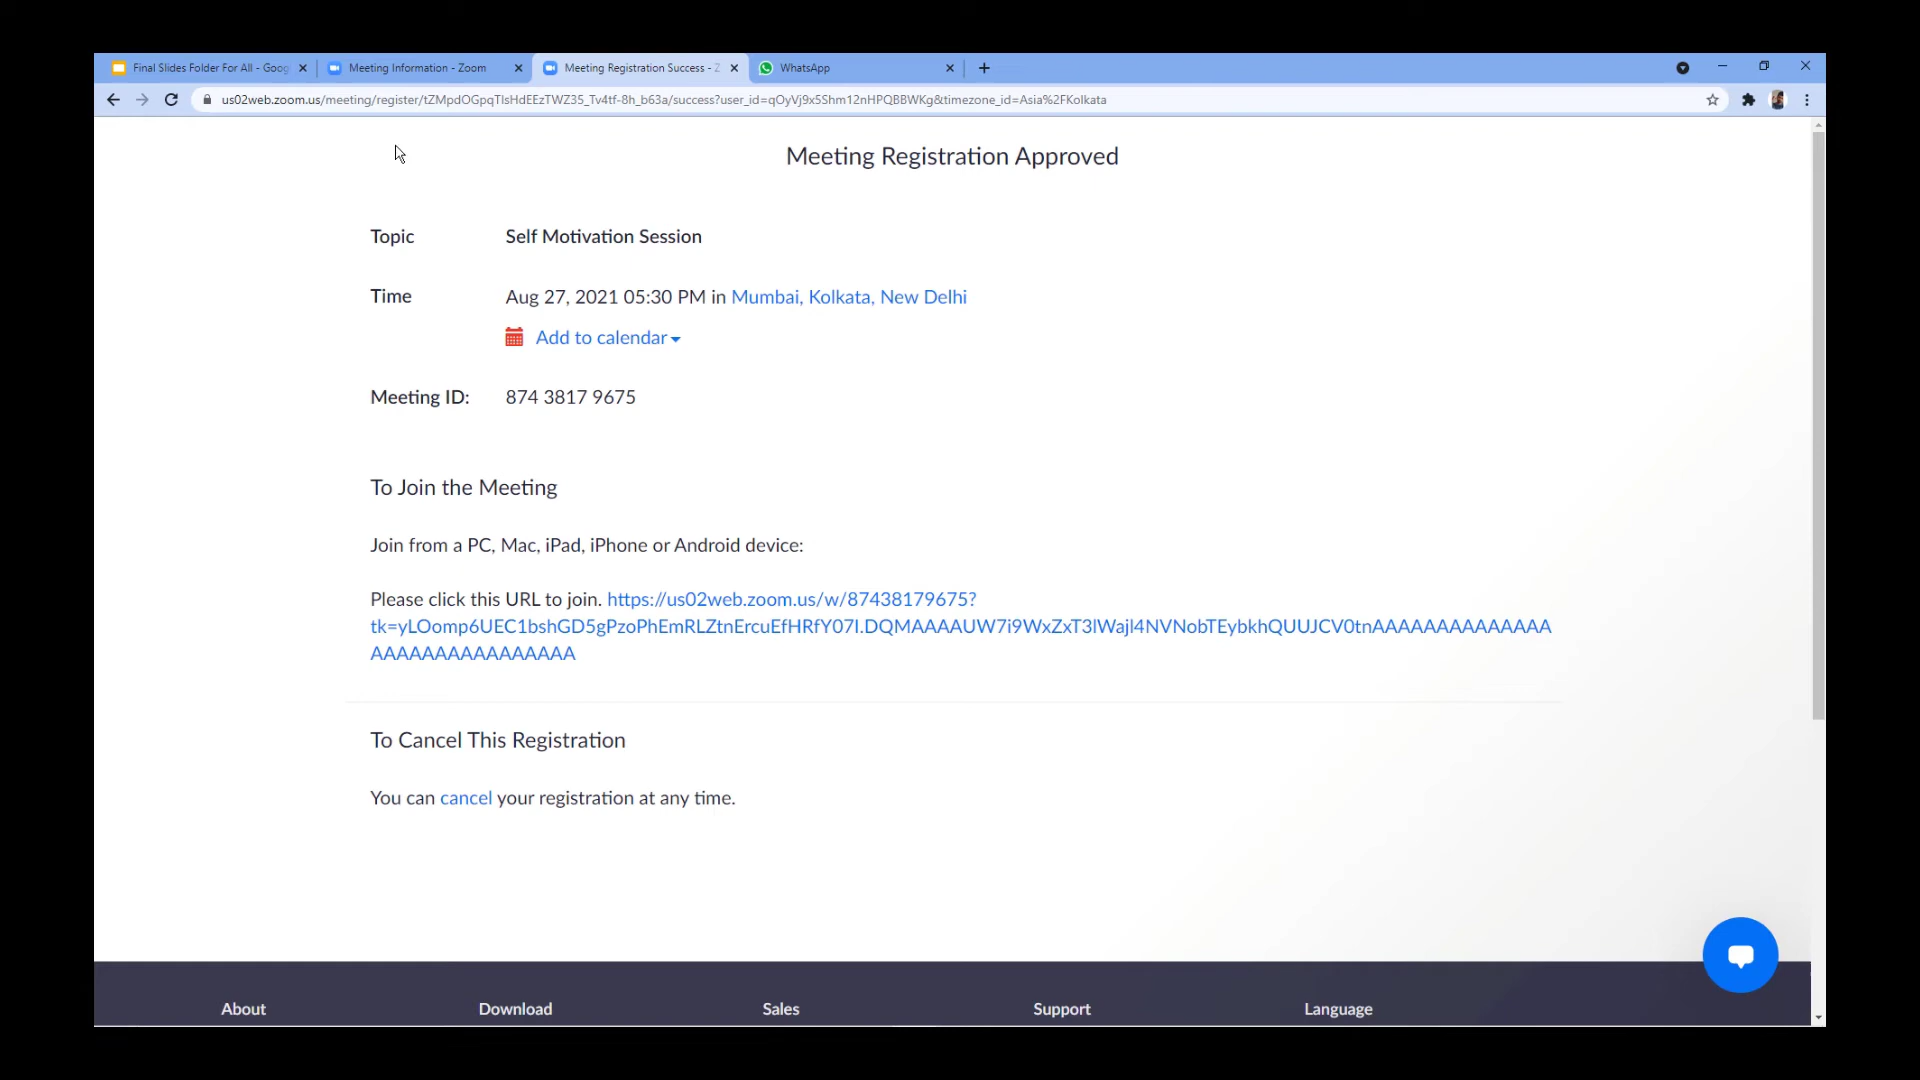 Final Slides Folder For All - Goog
Meeting Information - Zoom
Meeting Registration Success - Z
WhatsApp
us02web.zoom.us/meeting/register/tZMpdOGpqTIsHdEEzTWZ35_Tv4tf-8h_b63a/success?user_id=qOyVj9x5Shm12nHPQBBWKg&timezone_id=Asia%2FKolkata
Meeting Registration Approved
Topic Self Motivation Session
Time Aug 27, 2021 05:30 PM in Mumbai, Kolkata, New Delhi
Add to calendar
Meeting ID: 874 3817 9675
To Join the Meeting
Join from a PC, Mac, iPad, iPhone or Android device:
Please click this URL to join. https://us02web.zoom.us/w/87438179675?
tk=yLOomp6UEC1bshGD5gPzoPhEmRLZtnErcuEfHRfY07I.DQMAAAAUW7i9WxZxT3lWajl4NVNobTEybkhQUUJCV0tnAAAAAAAAAAAAAA
AAAAAAAAAAAAAAAA
To Cancel This Registration
You can cancel your registration at any time.
About Download Sales Support Language